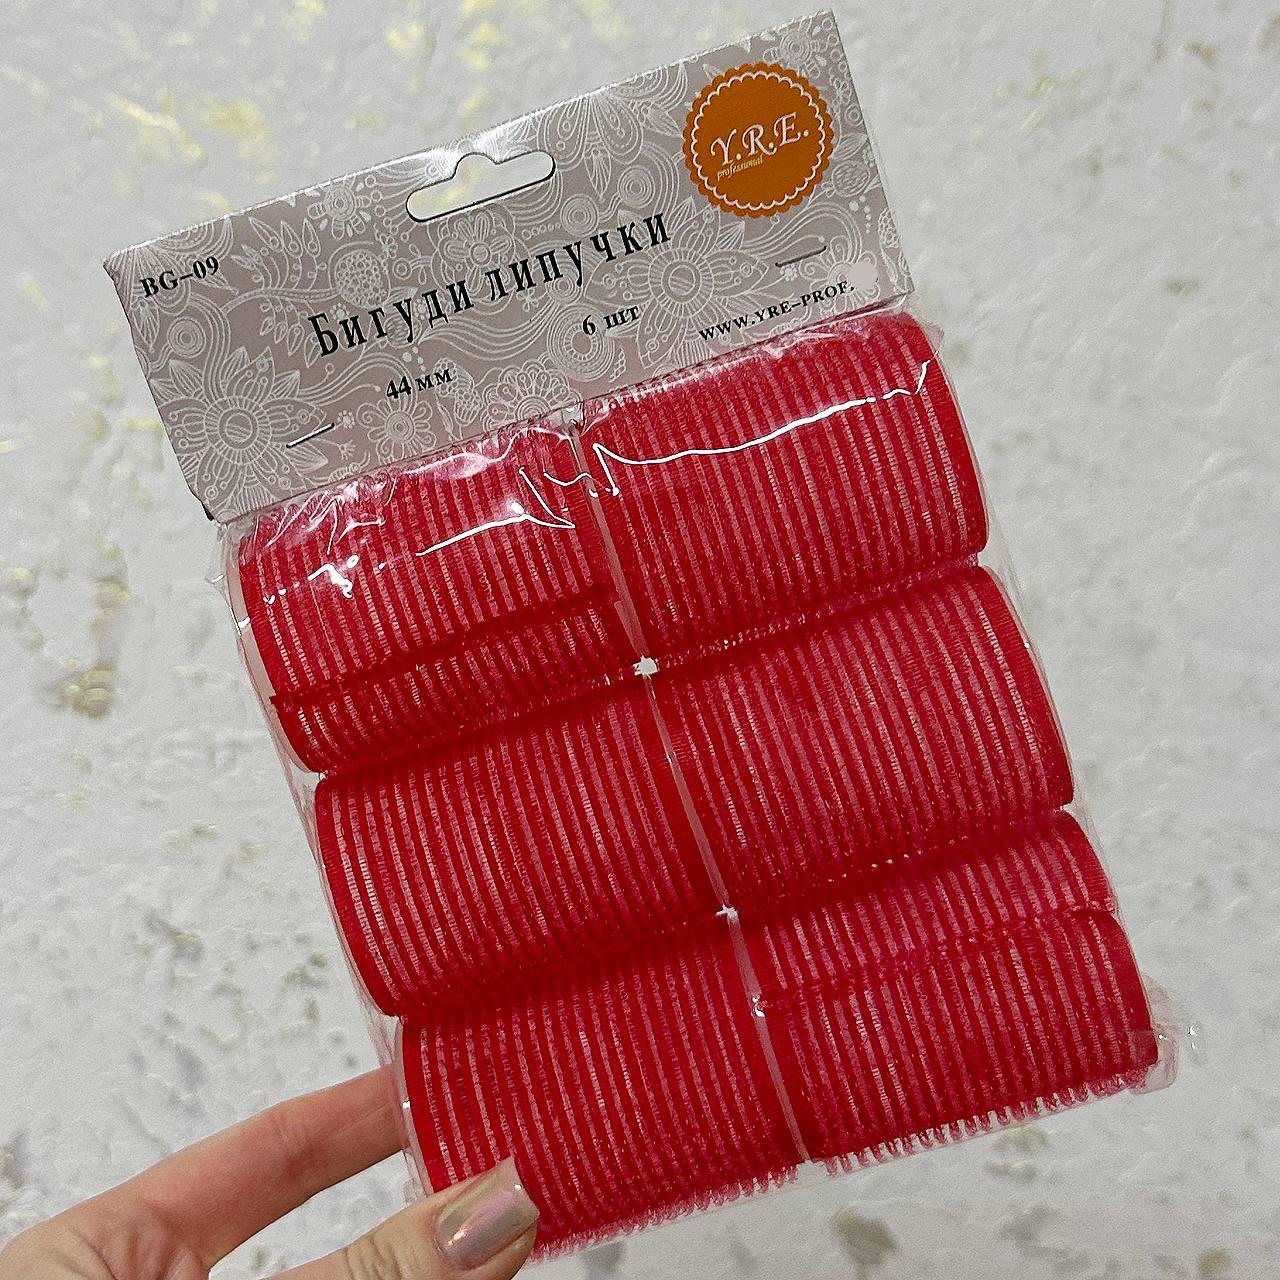 Y.R.E.
professional
BG-09
Бигуди липучки
44 мм
6 шт
WWW.YRE-PROF.